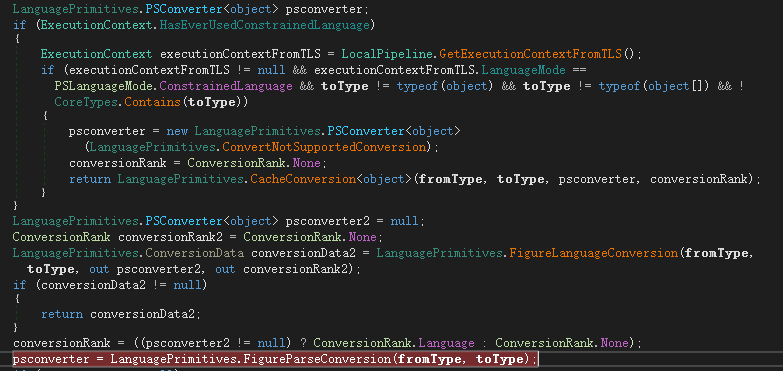 LanguagePrimitives.PSConverter<object> psconverter;
if (ExecutionContext.HasEverUsedConstrainedLanguage)
{
ExecutionContext executionContextFromTLS = LocalPipeline.GetExecutionContextFromTLS();
if (executionContextFromTLS != null && executionContextFromTLS.LanguageMode ==
PSLanguageMode.ConstrainedLanguage && toType != typeof(object) && toType != typeof(object[]) && !
CoreTypes.Contains(toType))
{
psconverter = new LanguagePrimitives.PSConverter<object>
(LanguagePrimitives.ConvertNotSupportedConversion);
conversionRank = ConversionRank.None;
return LanguagePrimitives.CacheConversion<object>(fromType, toType, psconverter, conversionRank);
}
}
LanguagePrimitives.PSConverter<object> psconverter2 = null;
ConversionRank conversionRank2 = ConversionRank.None;
LanguagePrimitives.ConversionData conversionData2 = LanguagePrimitives.FigureLanguageConversion(fromType,
toType, out psconverter2, out conversionRank2);
if (conversionData2 != null)
{
return conversionData2;
}
conversionRank = ((psconverter2 != null) ? ConversionRank.Language : ConversionRank.None);
psconverter = LanguagePrimitives.FigureParseConversion(fromType, toType);